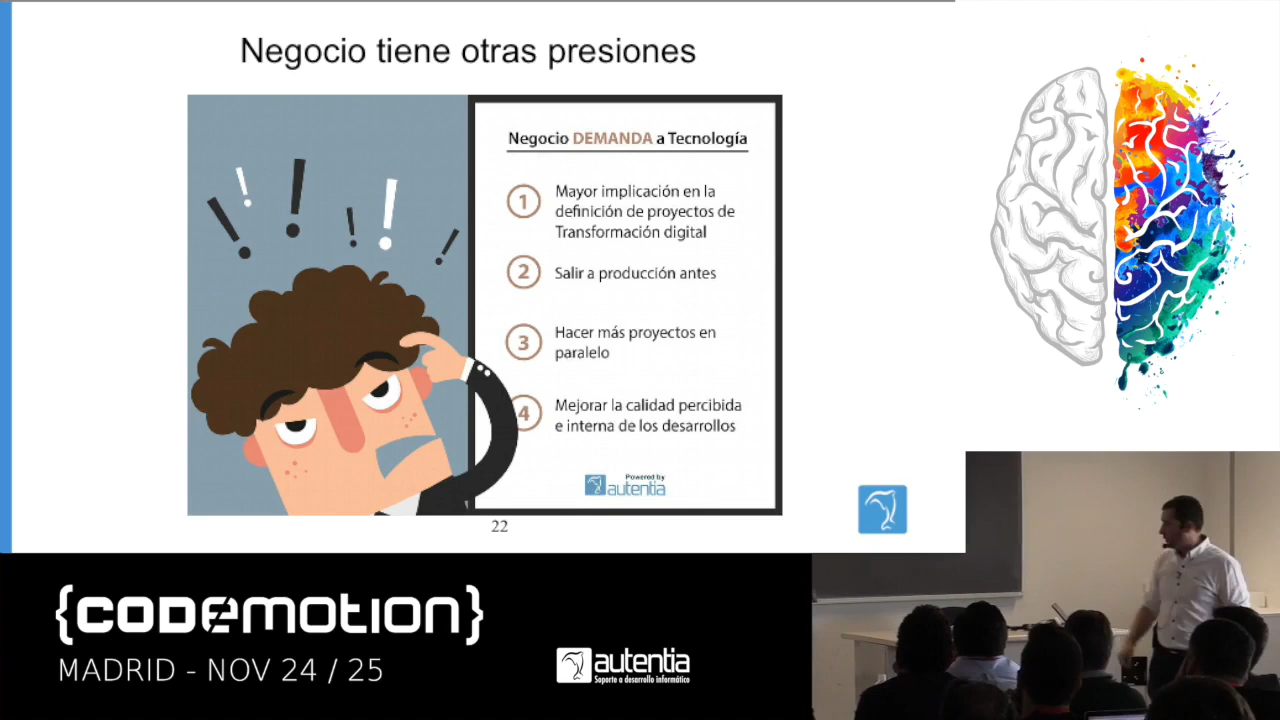 Negocio tiene otras presiones
Negocio DEMANDA a Tecnología
1
Mayor implicación en la
definición de proyectos de
Transformación digital
2
Salir a producción antes
3
Hacer más proyectos en
paralelo
4
Mejorar la calidad percibida
e interna de los desarrollos
Powered by
autentia
22
{CODEMOTION}
MADRID - NOV 24 / 25
autentia
Soporte a desarrollo informático